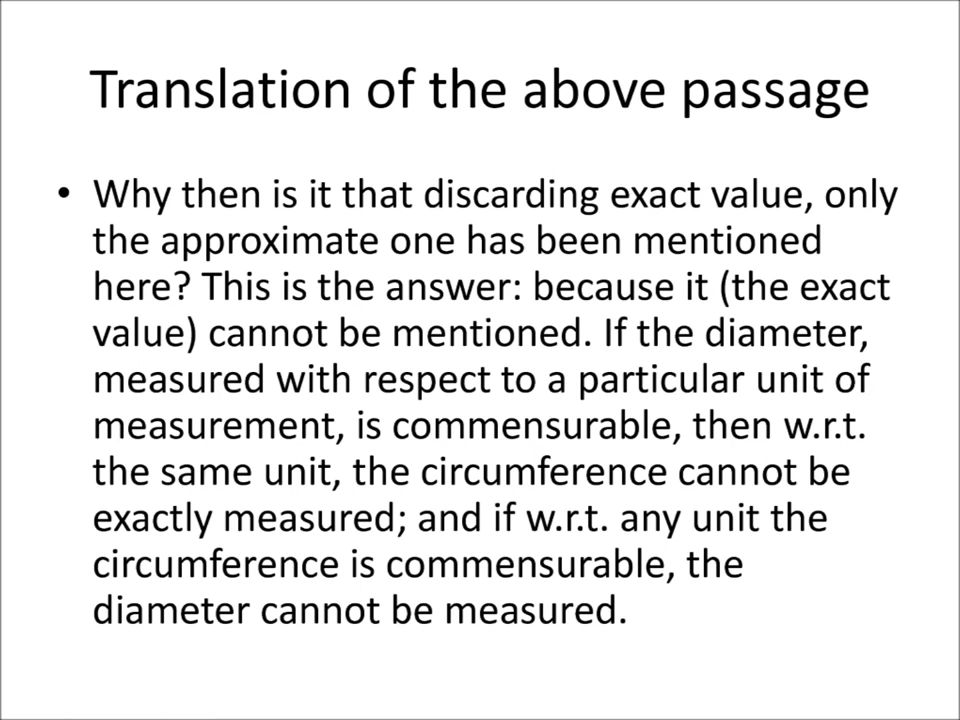 Translation of the above passage
• Why then is it that discarding exact value, only
the approximate one has been mentioned
here? This is the answer: because it (the exact
value) cannot be mentioned. If the diameter,
measured with respect to a particular unit of
measurement, is commensurable, then w.r.t.
the same unit, the circumference cannot be
exactly measured; and if w.r.t. any unit the
circumference is commensurable, the
diameter cannot be measured.